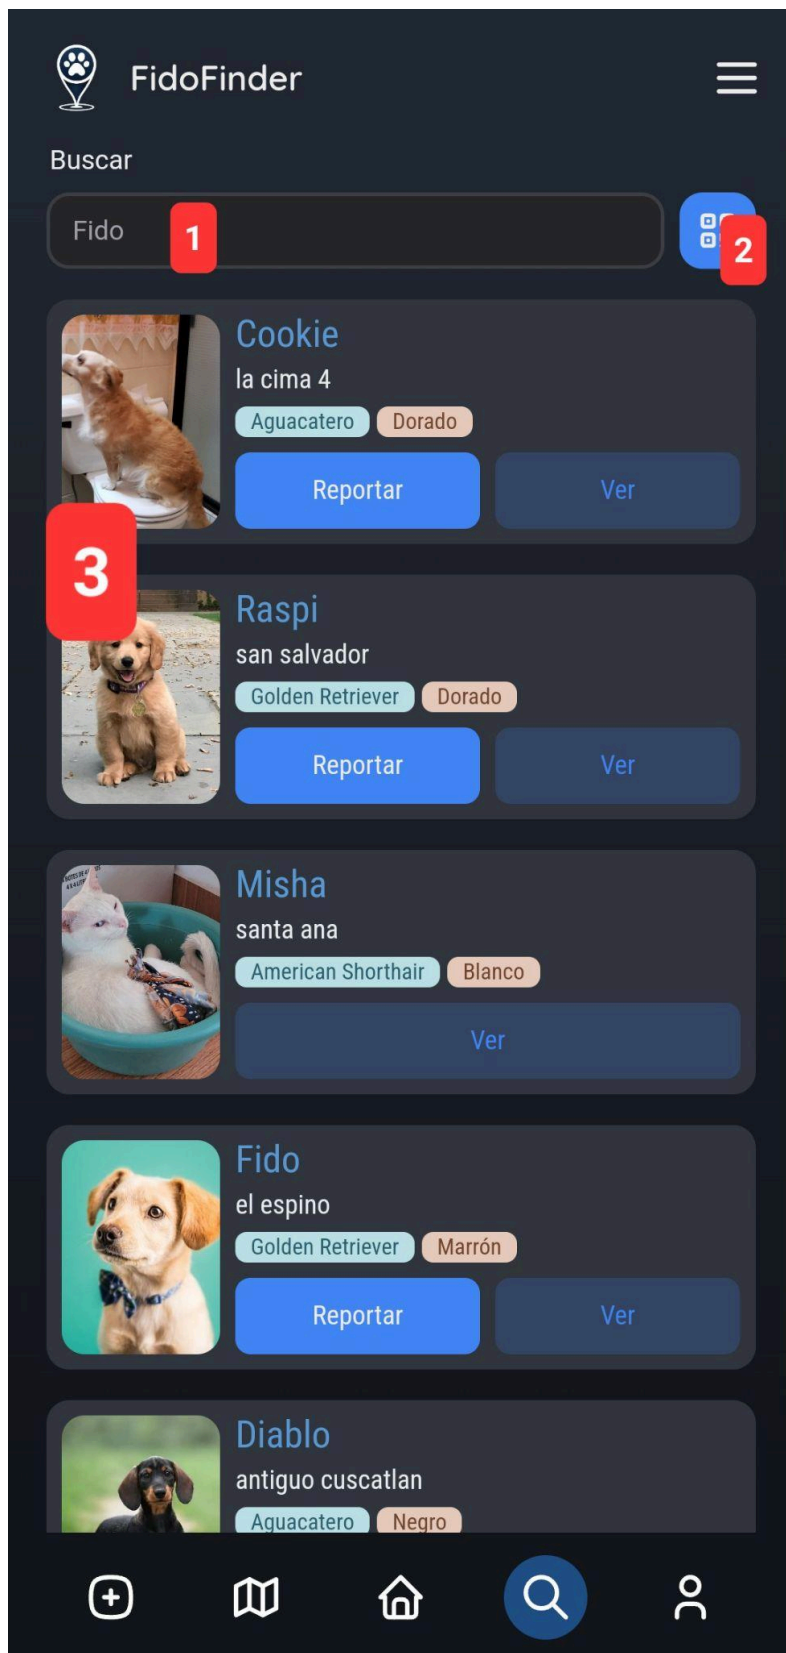 FidoFinder
Buscar
Fido
1
2
Cookie
la cima 4
Aguacatero Dorado
Reportar Ver
3
Raspi
san salvador
Golden Retriever Dorado
Reportar Ver
Misha
santa ana
American Shorthair Blanco
Ver
Fido
el espino
Golden Retriever Marrón
Reportar Ver
Diablo
antiguo cuscatlan
Aguacatero Negro